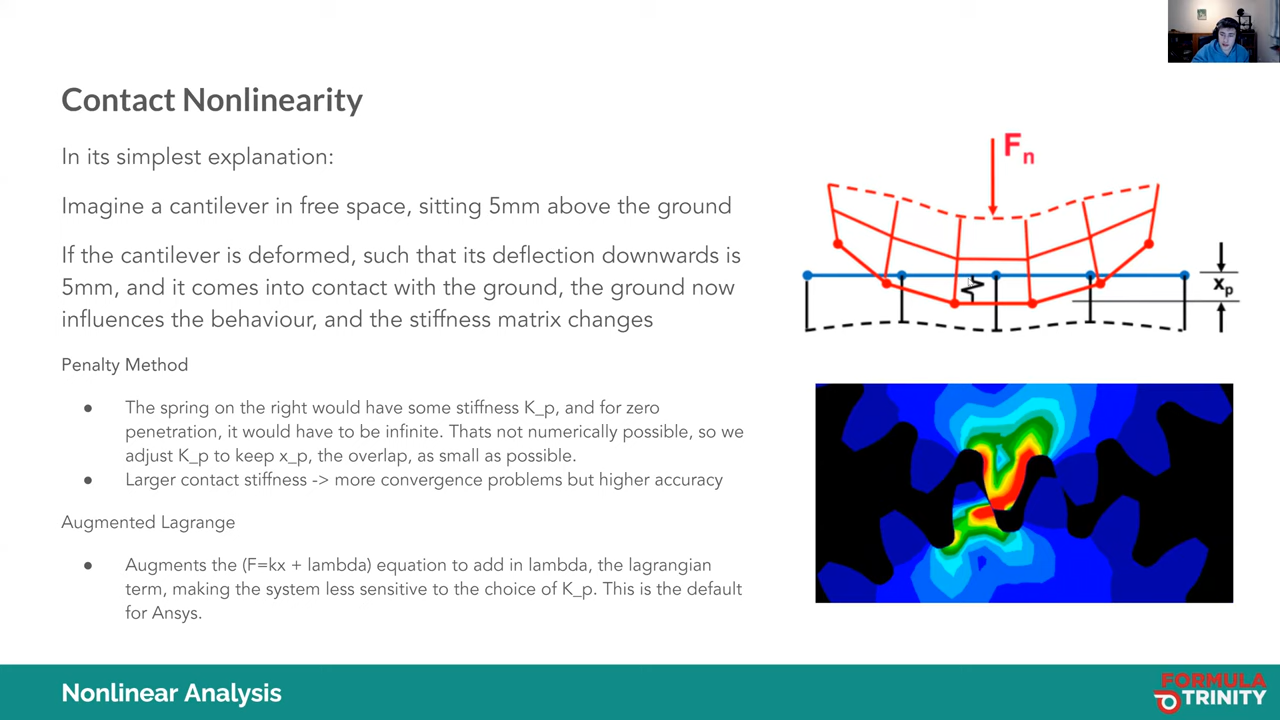 Contact Nonlinearity
In its simplest explanation:
Imagine a cantilever in free space, sitting 5mm above the ground
If the cantilever is deformed, such that its deflection downwards is
5mm, and it comes into contact with the ground, the ground now
influences the behaviour, and the stiffness matrix changes
Penalty Method
● The spring on the right would have some stiffness K_p, and for zero
penetration, it would have to be infinite. Thats not numerically possible, so we
adjust K_p to keep x_p, the overlap, as small as possible.
● Larger contact stiffness -> more convergence problems but higher accuracy
Augmented Lagrange
● Augments the (F=kx + lambda) equation to add in lambda, the lagrangian
term, making the system less sensitive to the choice of K_p. This is the default
for Ansys.
Fn
xp
Nonlinear Analysis
FORMULA
TRINITY